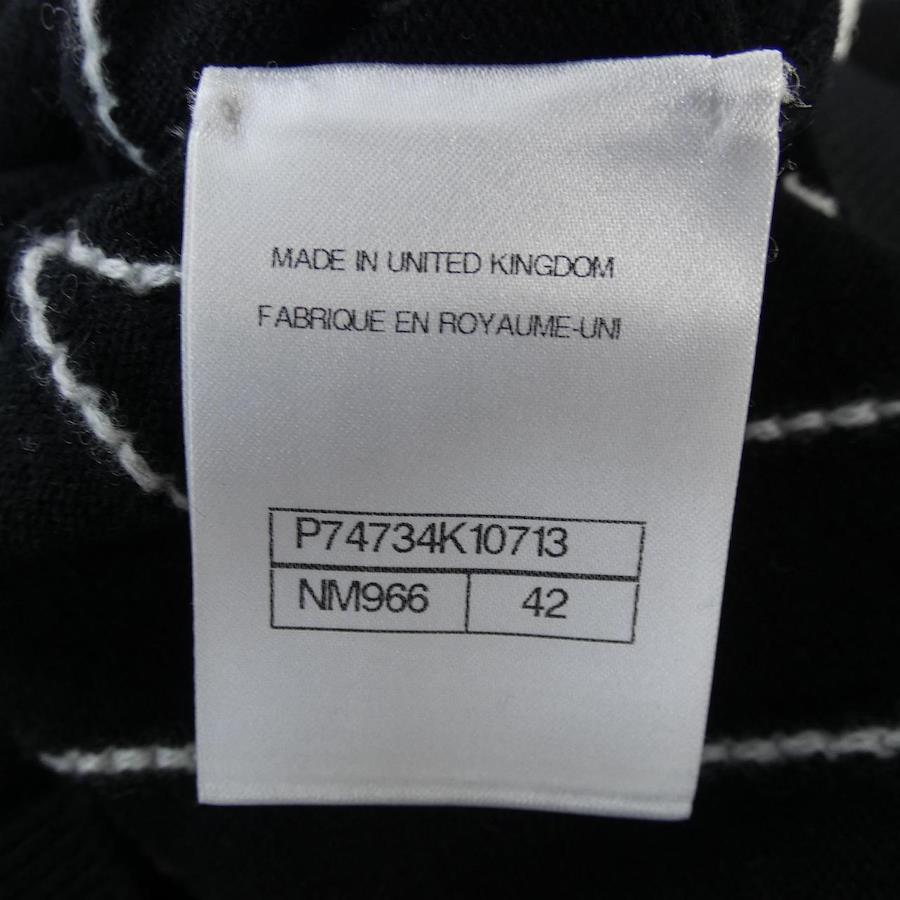 MADE IN UNITED KINGDOM
FABRIQUE EN ROYAUME-UNI
P74734K10713
NM966 42